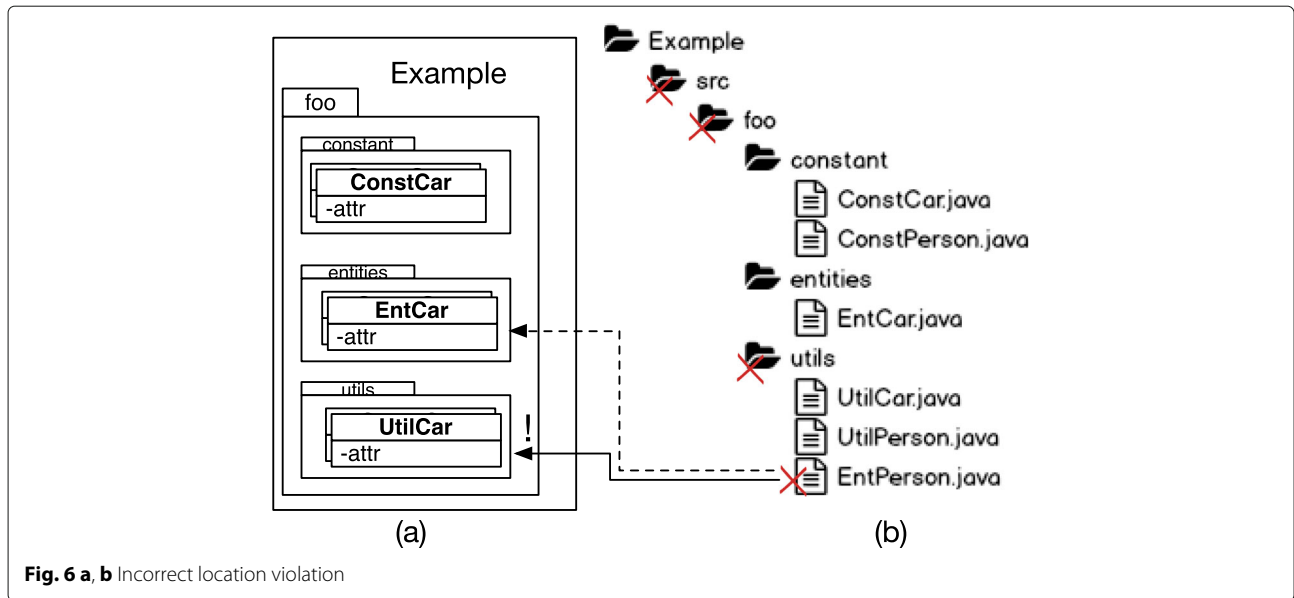 Example
foo
constant
ConstCar
-attr
entities
EntCar
-attr
utils
UtilCar
-attr
!
(a)
Example
src
foo
constant
ConstCar.java
ConstPerson.java
entities
EntCar.java
utils
UtilCar.java
UtilPerson.java
EntPerson.java
(b)
Fig. 6 a, b Incorrect location violation